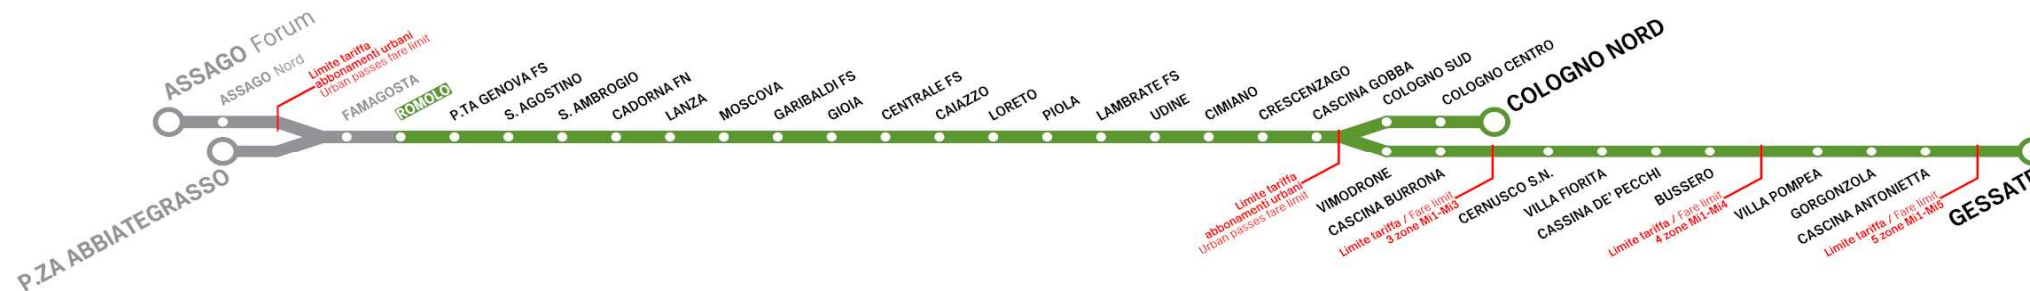 ASSAGO Forum
ASSAGO Nord
Limite tariffa
abbonamenti urbani
Urban passes fare limit
P.ZA ABBIATEGRASSO
FAMAGOSTA
ROMOLO
P.TA GENOVA FS
S. AGOSTINO
S. AMBROGIO
CADORNA FN
LANZA
MOSCOVA
GARIBALDI FS
GIOIA
CENTRALE FS
CAIAZZO
LORETO
PIOLA
LAMBRATE FS
UDINE
CIMIANO
CRESCENZAGO
CASCINA GOBBA
COLOGNO SUD
COLOGNO CENTRO
COLOGNO NORD
Limite tariffa
abbonamenti urbani
Urban passes fare limit
VIMODRONE
CASCINA BURRONA
Limite tariffa / Fare limit
3 zone Mi1-Mi3
CERNUSCO S.N.
VILLA FIORITA
CASSINA DE' PECCHI
BUSSERO
Limite tariffa / Fare limit
4 zone Mi1-Mi4
VILLA POMPEA
GORGONZOLA
CASCINA ANTONIETTA
Limite tariffa / Fare limit
5 zone Mi1-Mi5
GESSATE